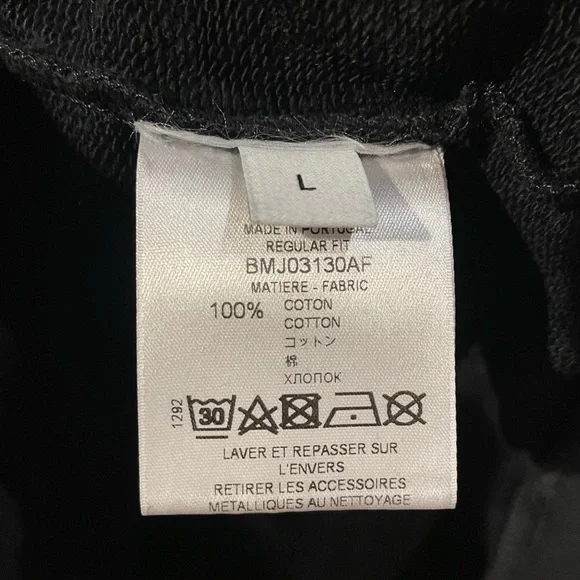 L
MADE IN PORTUGAL
REGULAR FIT
BMJ03130AF
MATIERE - FABRIC
100% COTON
COTTON
コットン
棉
ХЛОПОК
1292
30
LAVER ET REPASSER SUR
L'ENVERS
RETIRER LES ACCESSOIRES
METALLIQUES AU NETTOYAGE